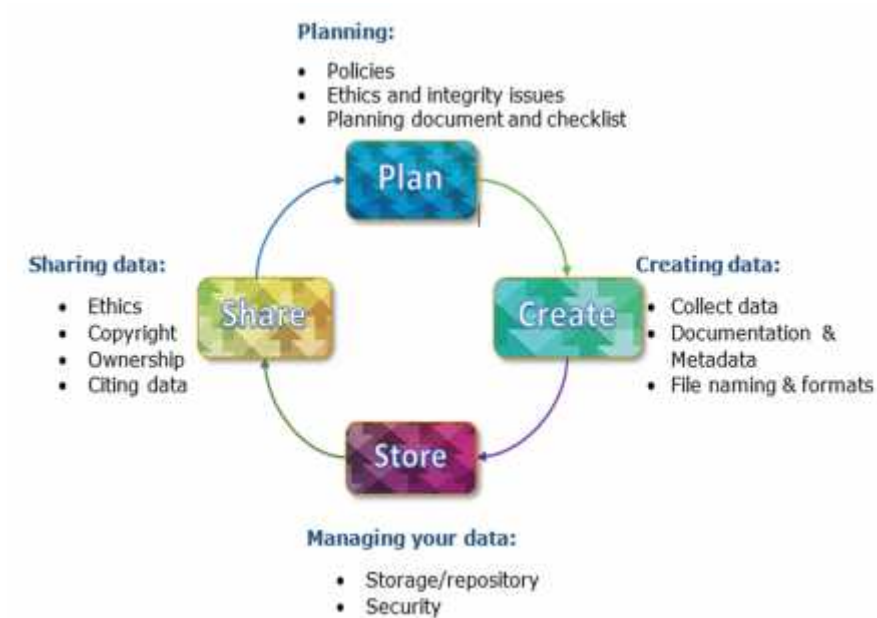 Planning:
• Policies
• Ethics and integrity issues
• Planning document and checklist
Plan
Sharing data:
• Ethics
• Copyright
• Ownership
• Citing data
Share
Create
Creating data:
• Collect data
• Documentation &
Metadata
• File naming & formats
Store
Managing your data:
• Storage/repository
• Security